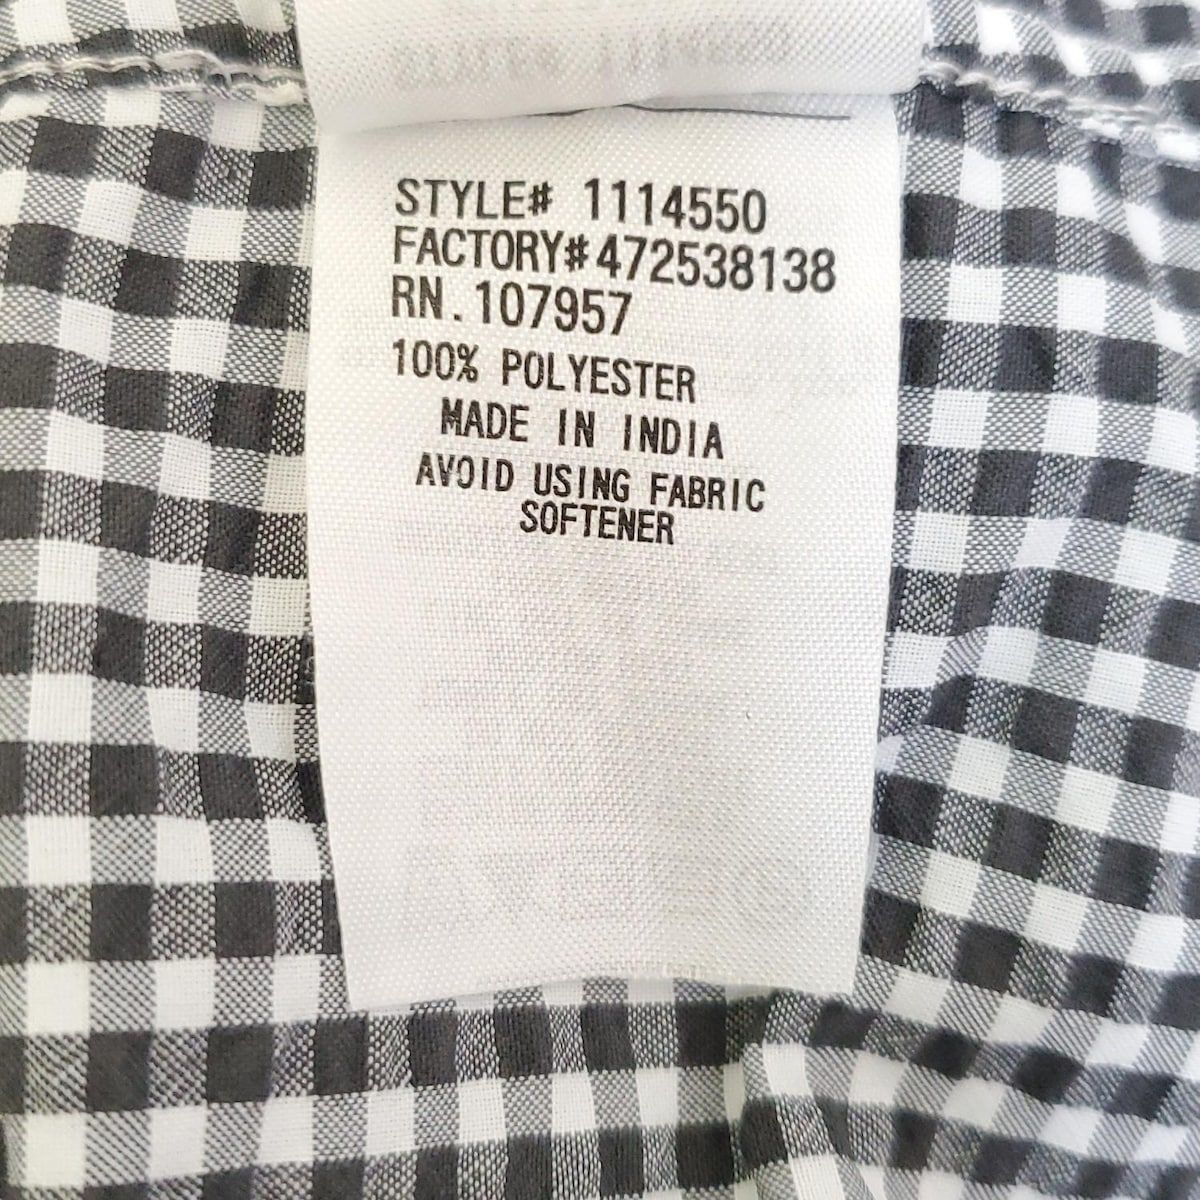 STYLE# 1114550
FACTORY#472538138
RN.107957
100% POLYESTER
MADE IN INDIA
AVOID USING FABRIC
SOFTENER